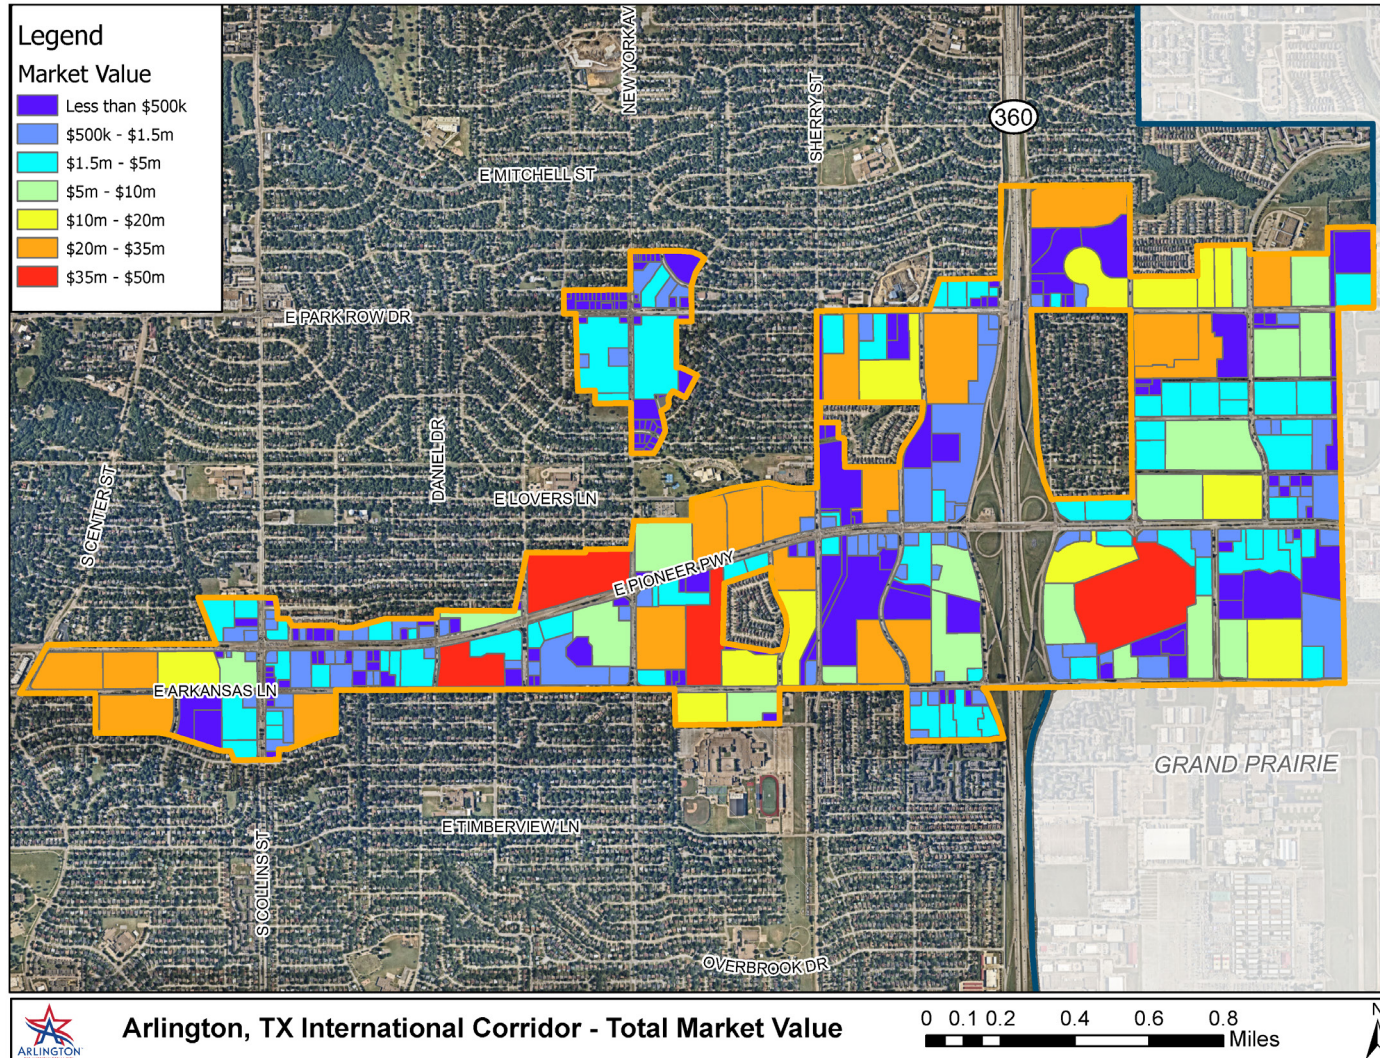 Legend
Market Value
Less than $500k
$500k - $1.5m
$1.5m - $5m
$5m - $10m
$10m - $20m
$20m - $35m
$35m - $50m
NEW YORK AV
SHERRY ST
360
E MITCHELL ST
E PARK ROW DR
DANIEL DR
S CENTER ST
E LOVERS LN
E PIONEER PWY
E ARKANSAS LN
GRAND PRAIRIE
E TIMBERVIEW LN
S COLLINS ST
OVERBROOK DR
ARLINGTON
Arlington, TX International Corridor - Total Market Value
0 0.1 0.2 0.4 0.6 0.8
Miles
N